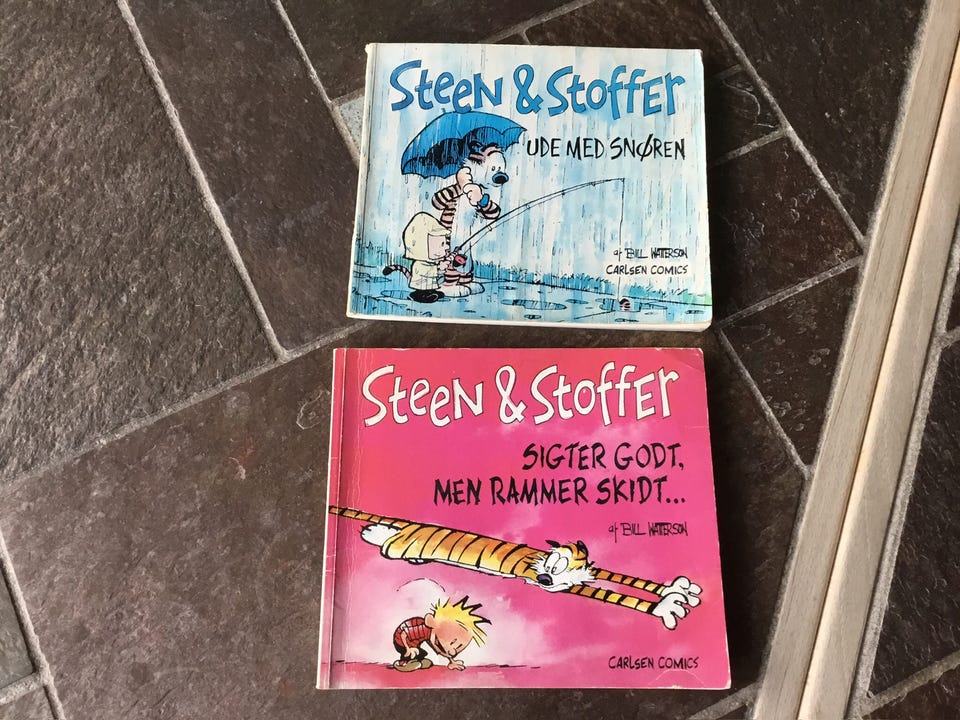 Steen & Stoffer
UDE MED SNØREN
af BILL WATTERSON
CARLSEN COMICS
Steen & Stoffer
SIGTER GODT,
MEN RAMMER SKIDT...
af BILL WATTERSON
CARLSEN COMICS